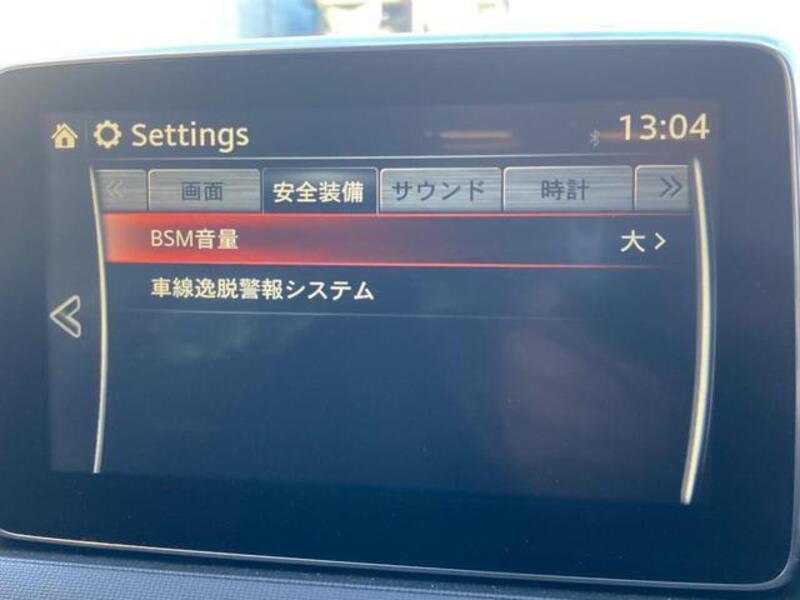 Settings 13:04
画面 安全装備 サウンド 時計
BSM音量 大
車線逸脱警報システム